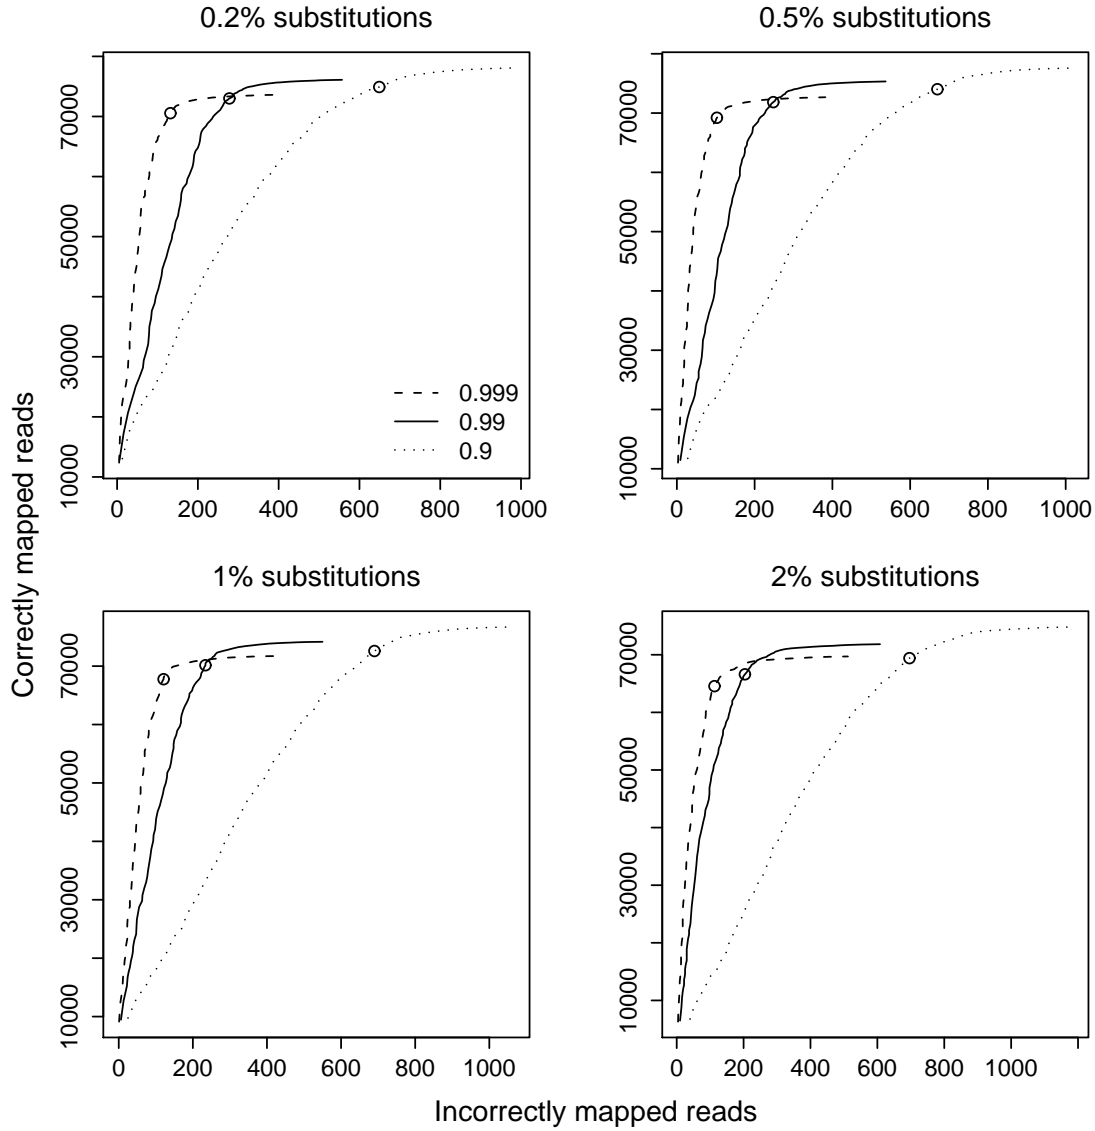 0.2% substitutions
0.5% substitutions
70000
50000
30000
10000
0.999
0.99
0.9
0 200 400 600 800 1000
70000
50000
30000
10000
0 200 400 600 800 1000
Correctly mapped reads
1% substitutions
2% substitutions
70000
50000
30000
10000
0 200 400 600 800 1000
70000
50000
30000
10000
0 200 400 600 800 1000
Incorrectly mapped reads